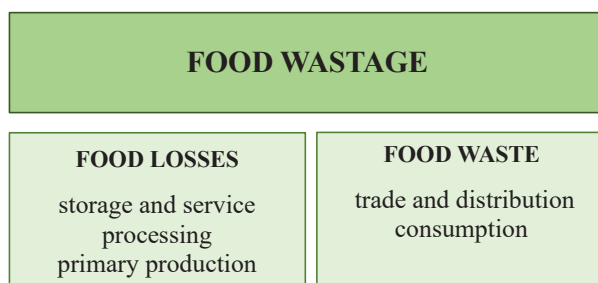 FOOD WASTAGE
FOOD LOSSES
storage and service
processing
primary production
FOOD WASTE
trade and distribution
consumption